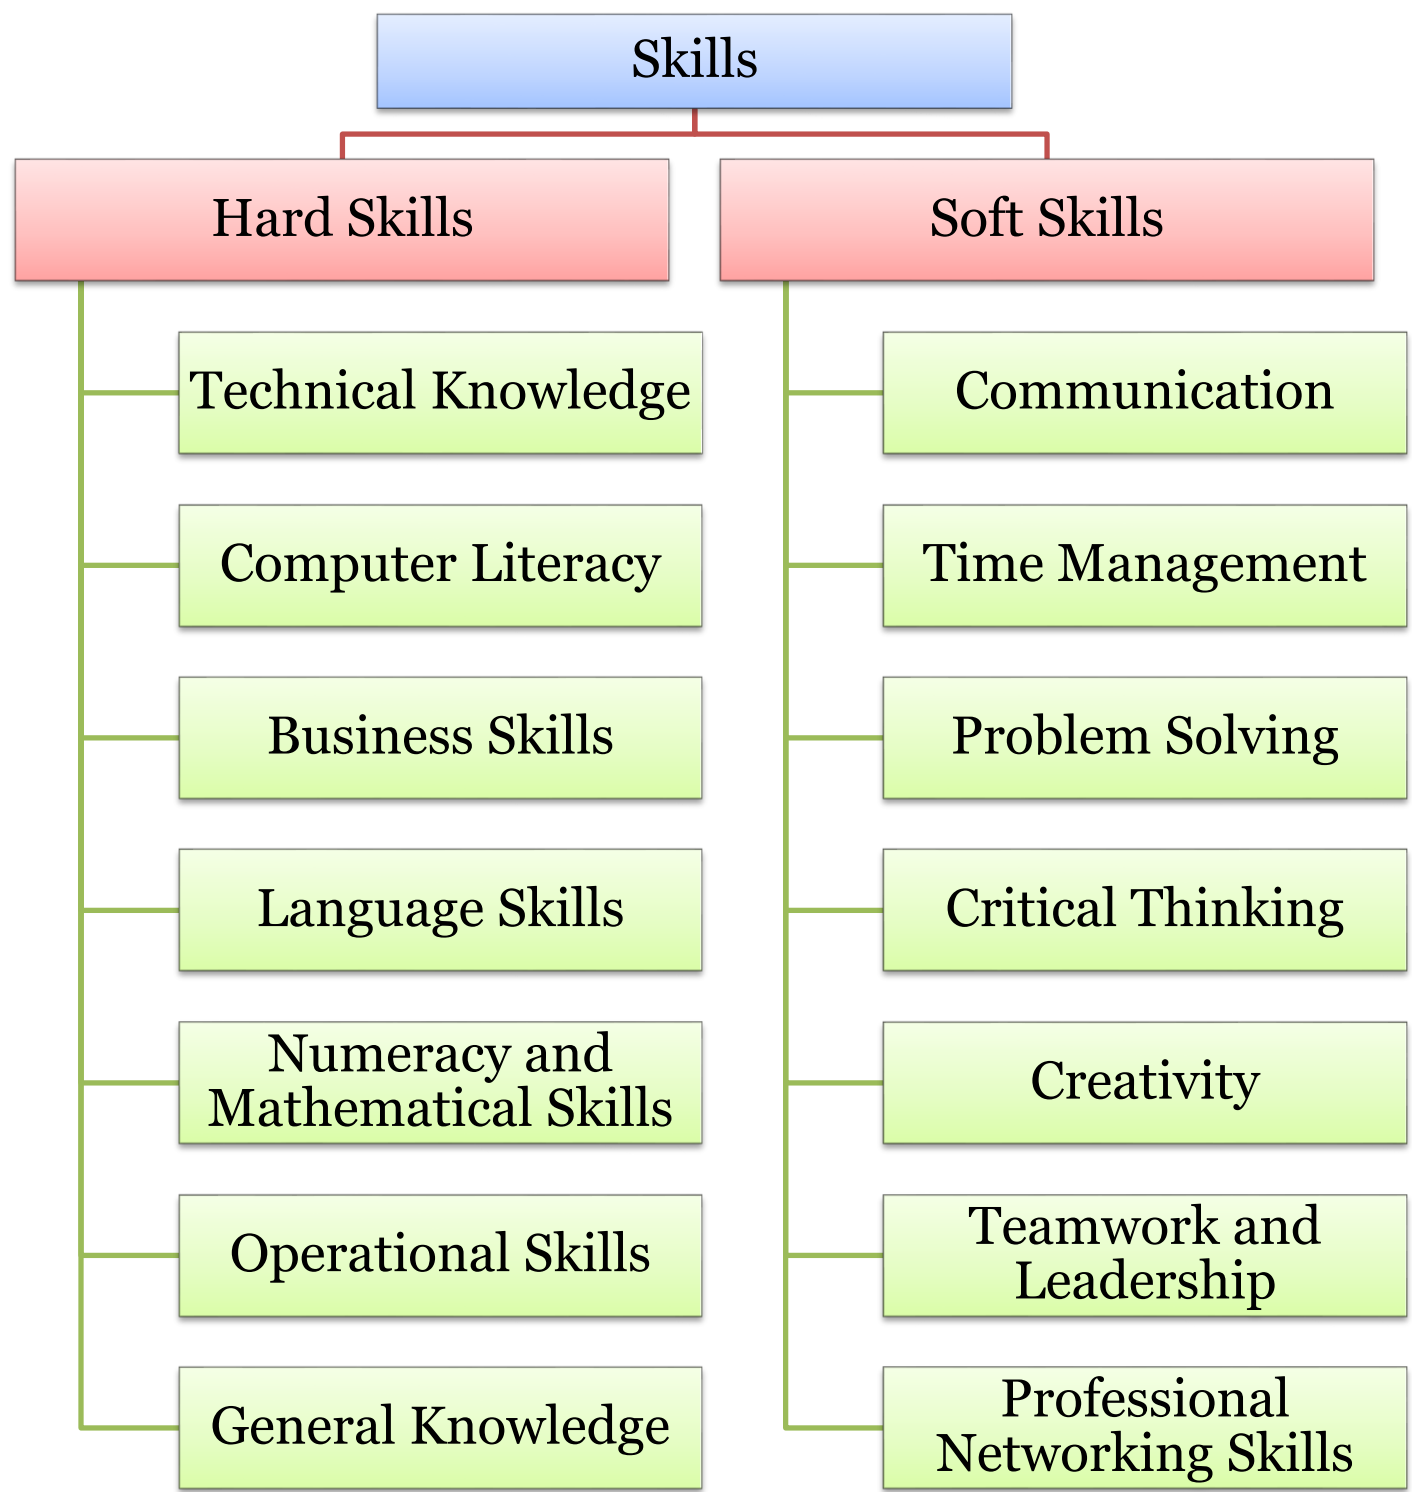 Skills
Hard Skills
Technical Knowledge
Computer Literacy
Business Skills
Language Skills
Numeracy and
Mathematical Skills
Operational Skills
General Knowledge
Soft Skills
Communication
Time Management
Problem Solving
Critical Thinking
Creativity
Teamwork and
Leadership
Professional
Networking Skills